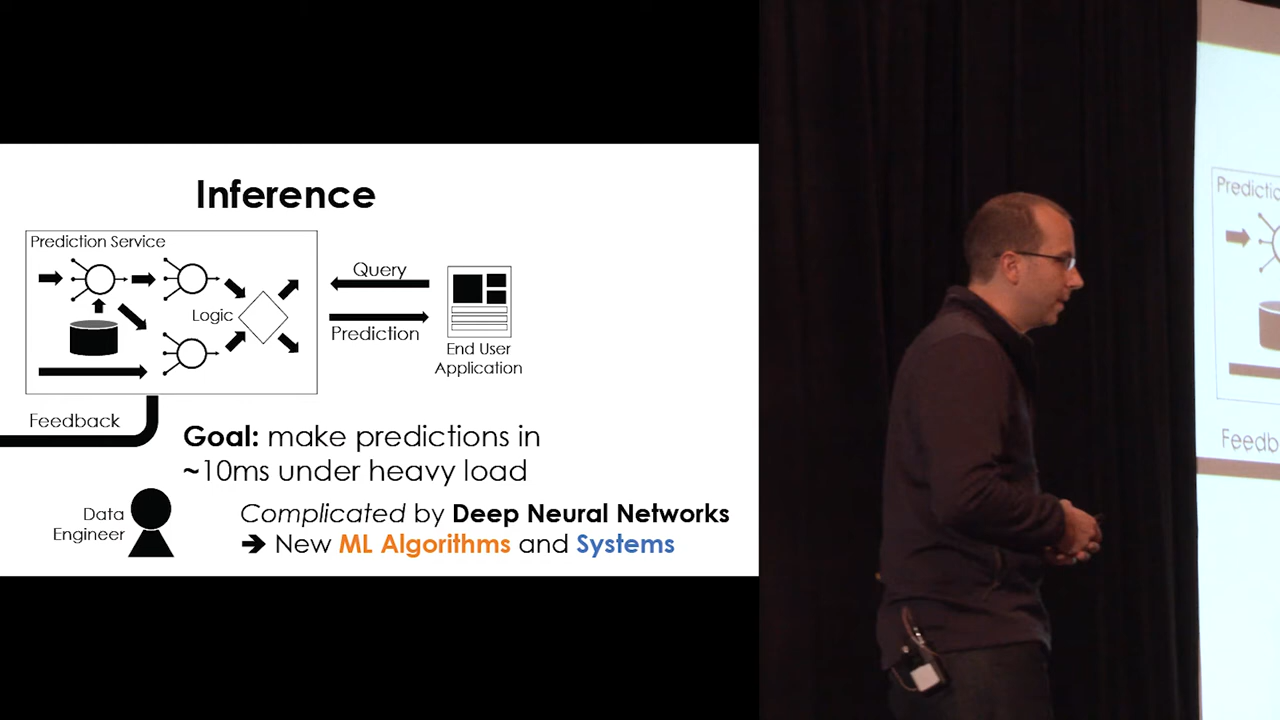 Inference
Prediction Service
Logic
Query
Prediction
End User
Application
Feedback
Goal: make predictions in
~10ms under heavy load
Data
Engineer
Complicated by Deep Neural Networks
➔ New ML Algorithms and Systems
Predictio
Feedb